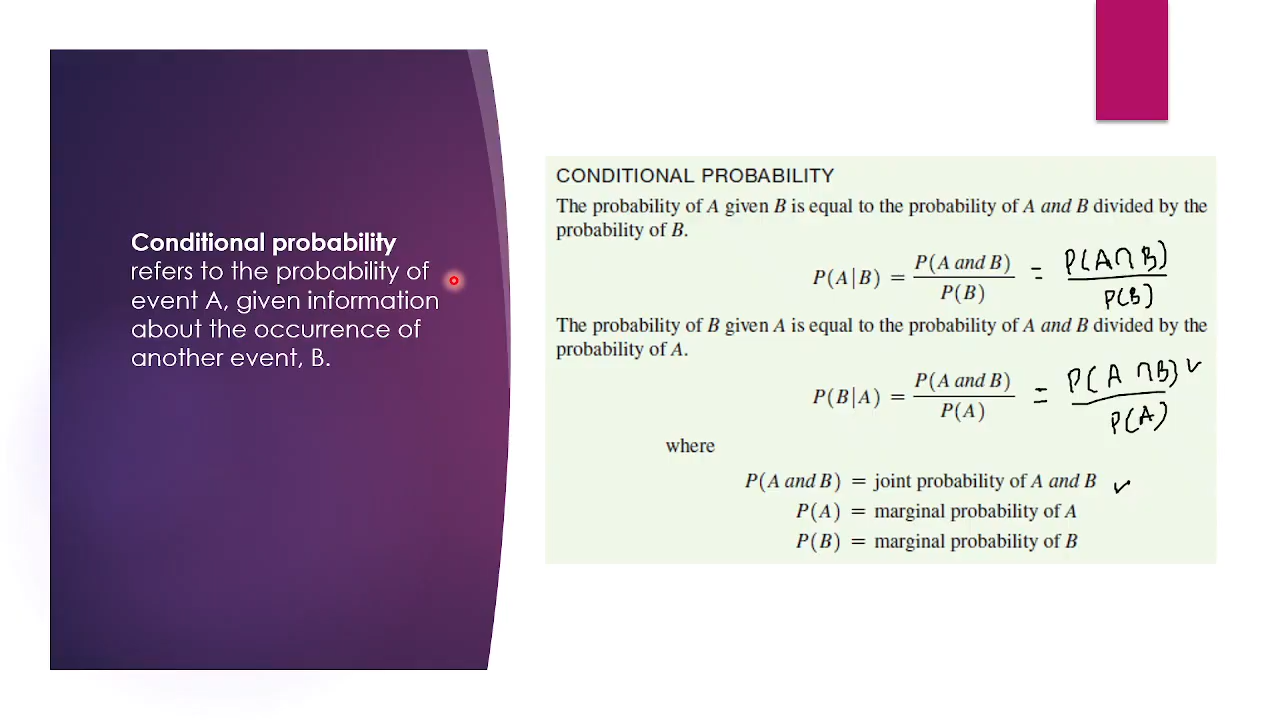 Conditional probability
refers to the probability of
event A, given information
about the occurrence of
another event, B.
CONDITIONAL PROBABILITY
The probability of A given B is equal to the probability of A and B divided by the
probability of B.
P(A|B) = P(A and B) / P(B) = P(A∩B) / P(B)
The probability of B given A is equal to the probability of A and B divided by the
probability of A.
P(B|A) = P(A and B) / P(A) = P(A∩B) ✓ / P(A)
where
P(A and B) = joint probability of A and B ✓
P(A) = marginal probability of A
P(B) = marginal probability of B